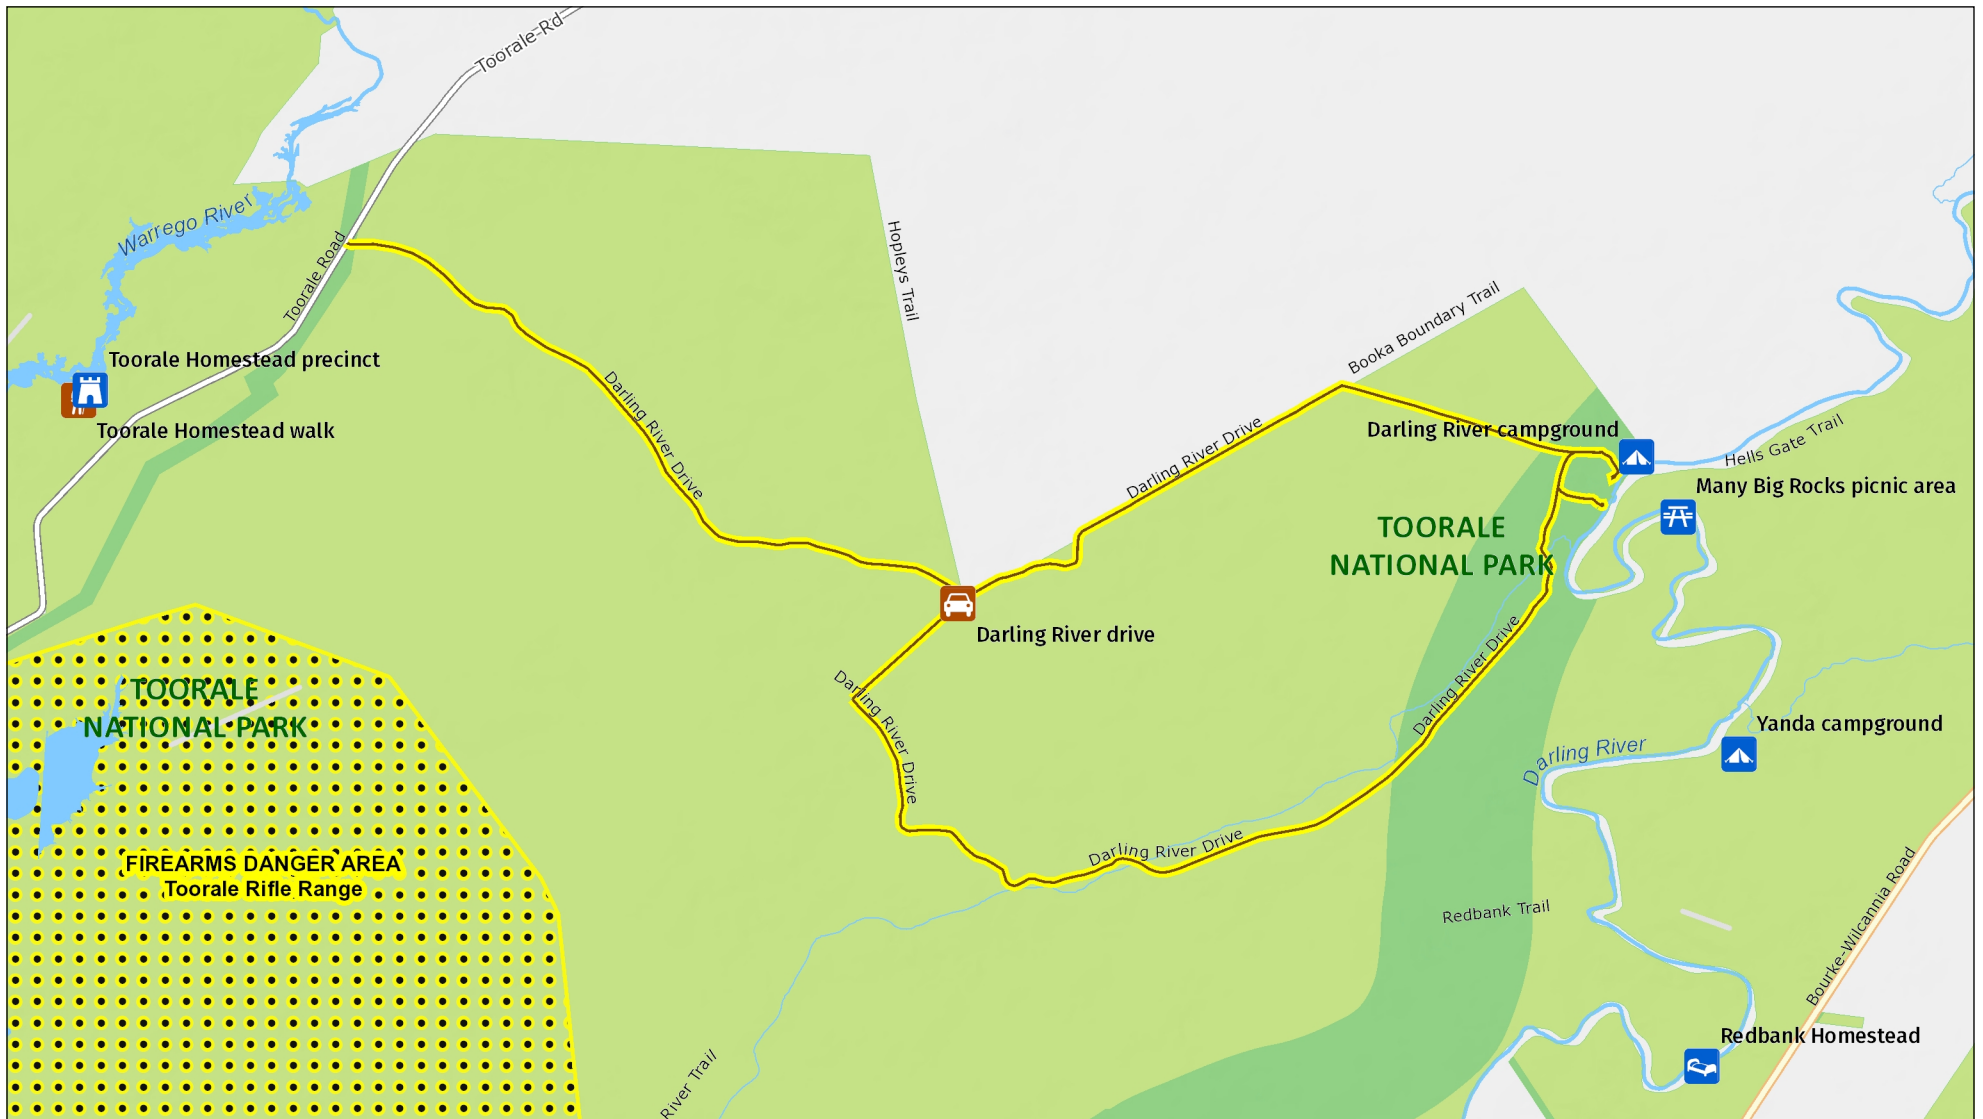 Toorale-Rd
Warrego River
Toorale Road
Hopleys Trail
Booka Boundary Trail
Toorale Homestead precinct
Toorale Homestead walk
Darling River Drive
Darling River Drive
Darling River campground
Hells Gate Trail
Many Big Rocks picnic area
TOORALE
NATIONAL PARK
Darling River drive
Darling River Drive
Darling River Drive
TOORALE
NATIONAL PARK
Yanda campground
Darling River
FIREARMS DANGER AREA
Toorale Rifle Range
Darling River Drive
Redbank Trail
Bourke-Wilcannia Road
Redbank Homestead
River Trail